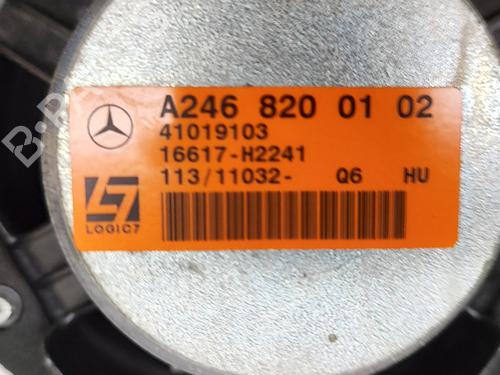 A246 820 01 02
41019103
16617-H2241
113/11032- Q6 HU
LOGIC7